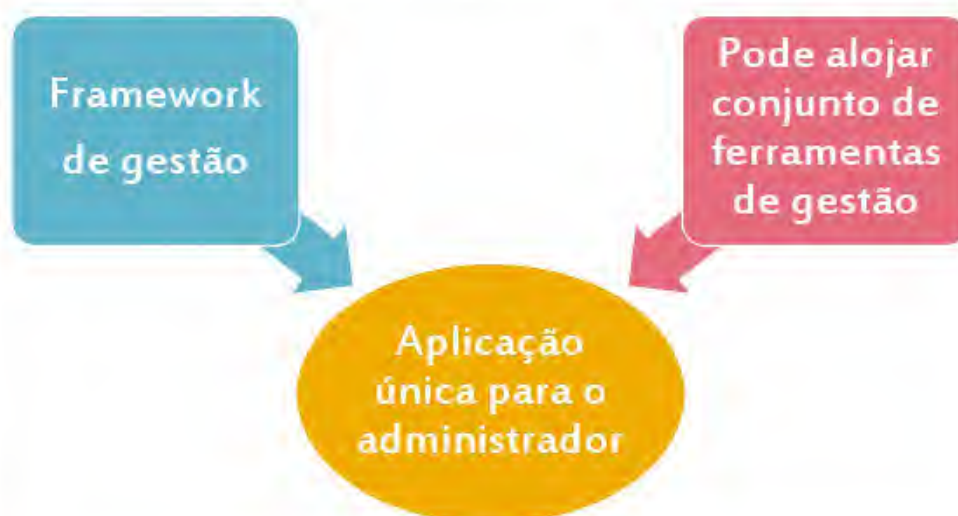 Framework
de gestão
Pode alojar
conjunto de
ferramentas
de gestão
Aplicação
única para o
administrador